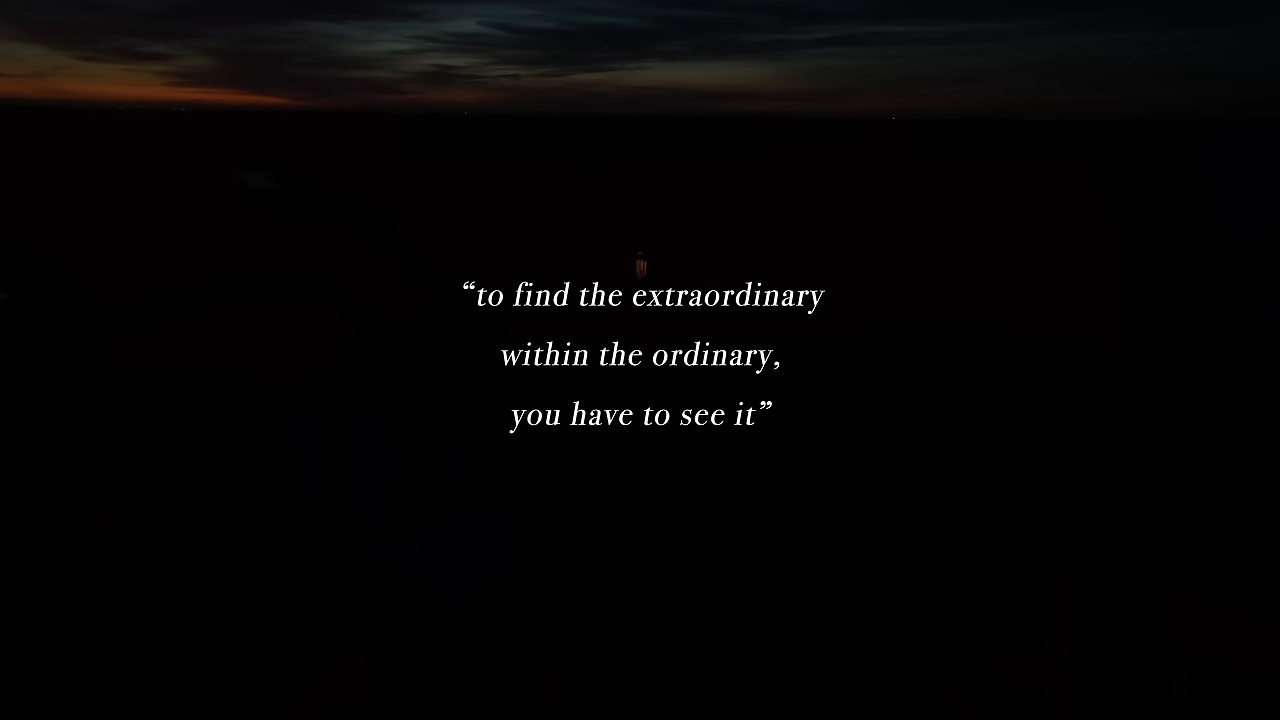 “to find the extraordinary
within the ordinary,
you have to see it”